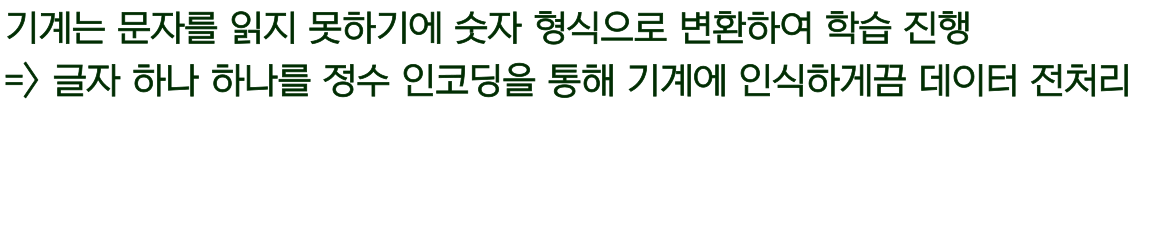 기계는 문자를 읽지 못하기에 숫자 형식으로 변환하여 학습 진행
=> 글자 하나 하나를 정수 인코딩을 통해 기계에 인식하게끔 데이터 전처리